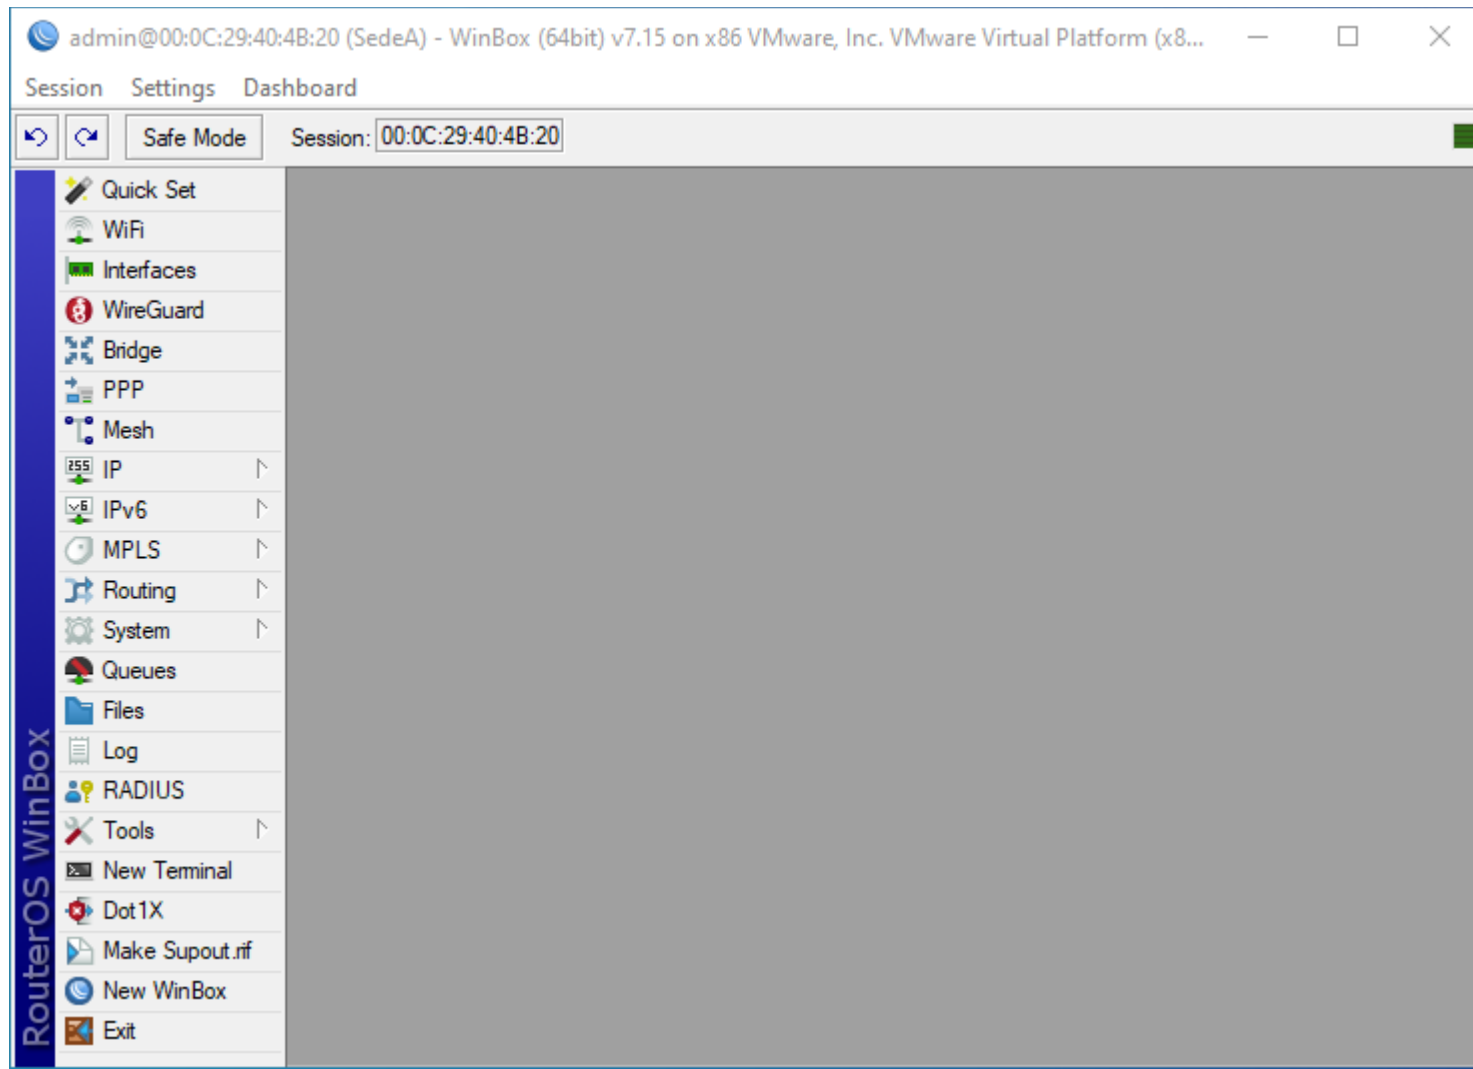 admin@00:0C:29:40:4B:20 (SedeA) - WinBox (64bit) v7.15 on x86 VMware, Inc. VMware Virtual Platform (x8...
Session Settings Dashboard
Safe Mode Session: 00:0C:29:40:4B:20
Quick Set
WiFi
Interfaces
WireGuard
Bridge
PPP
Mesh
255 IP
v6 IPv6
MPLS
Routing
System
Queues
Files
Log
RADIUS
Tools
New Terminal
Dot1X
Make Supout.rif
New WinBox
Exit
RouterOS WinBox